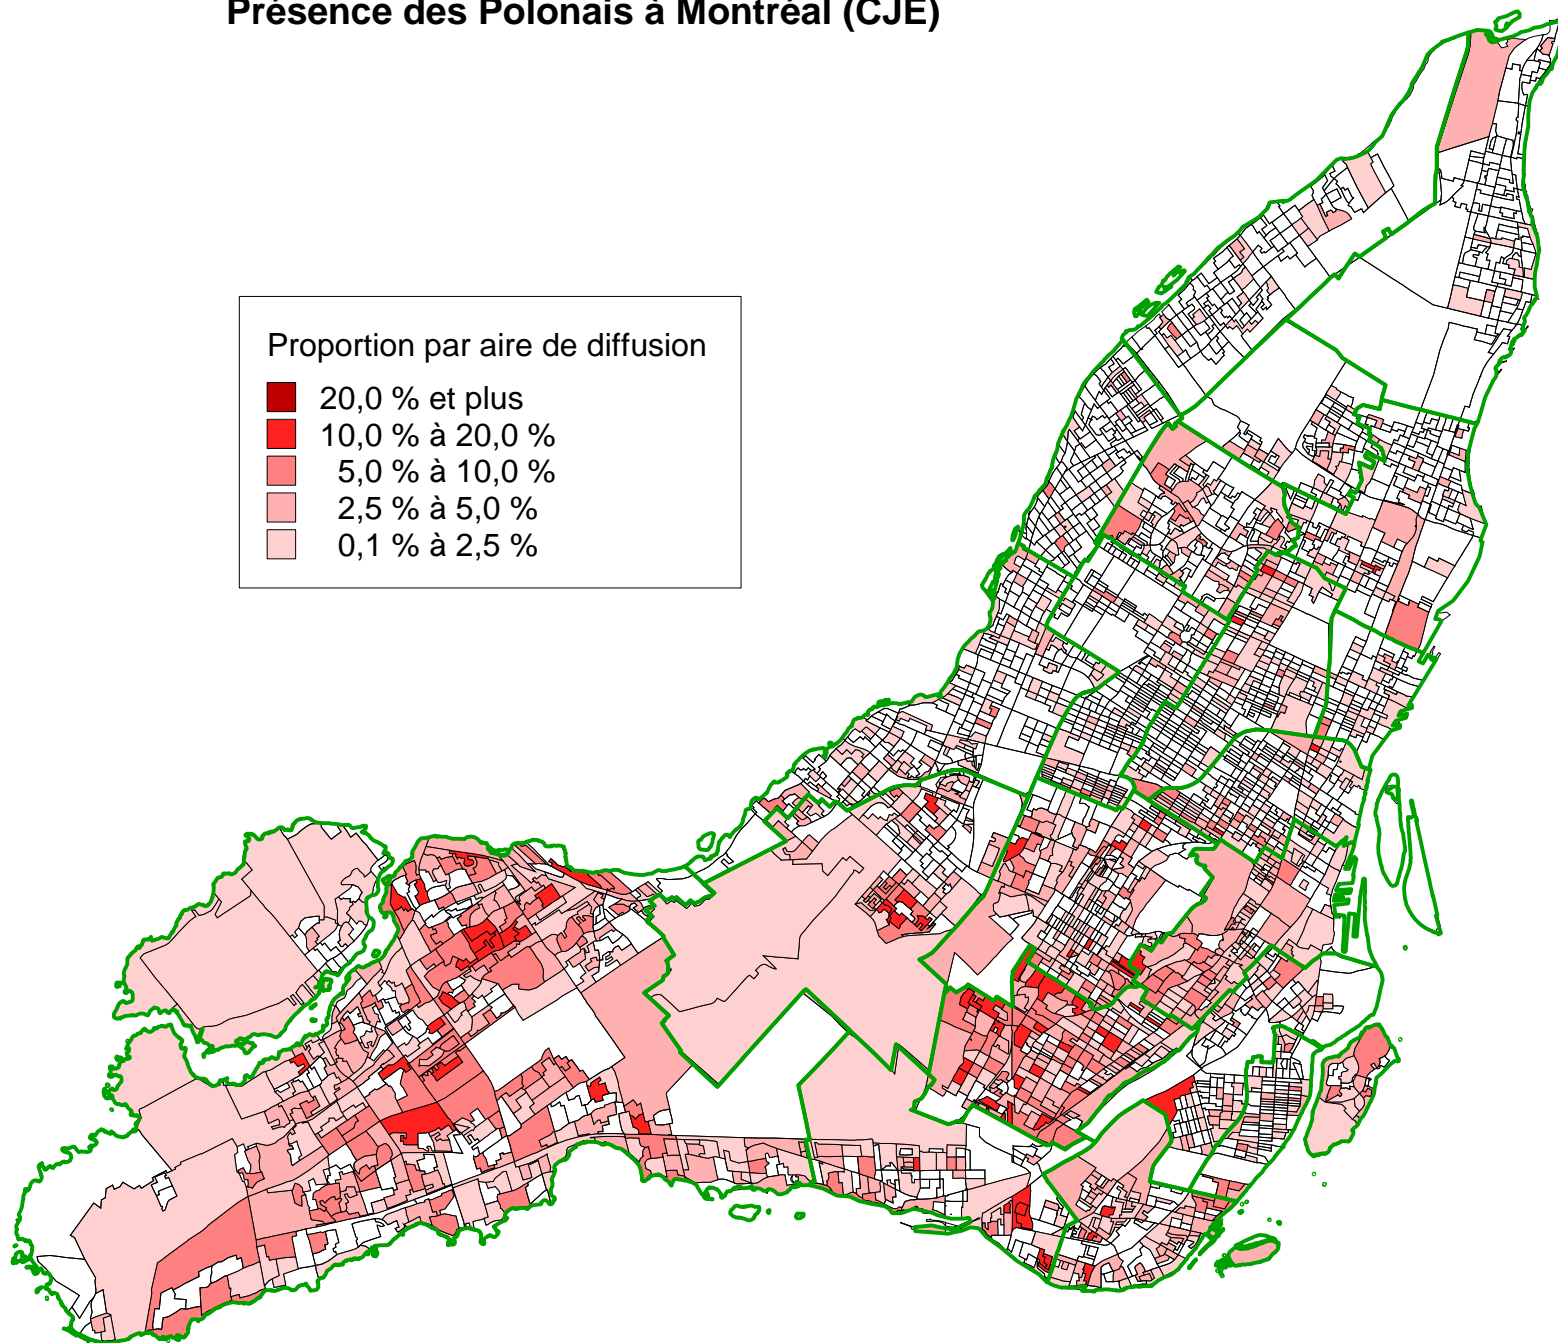 Présence des Polonais à Montréal (CJE)
Proportion par aire de diffusion
20,0 % et plus
10,0 % à 20,0 %
5,0 % à 10,0 %
2,5 % à 5,0 %
0,1 % à 2,5 %